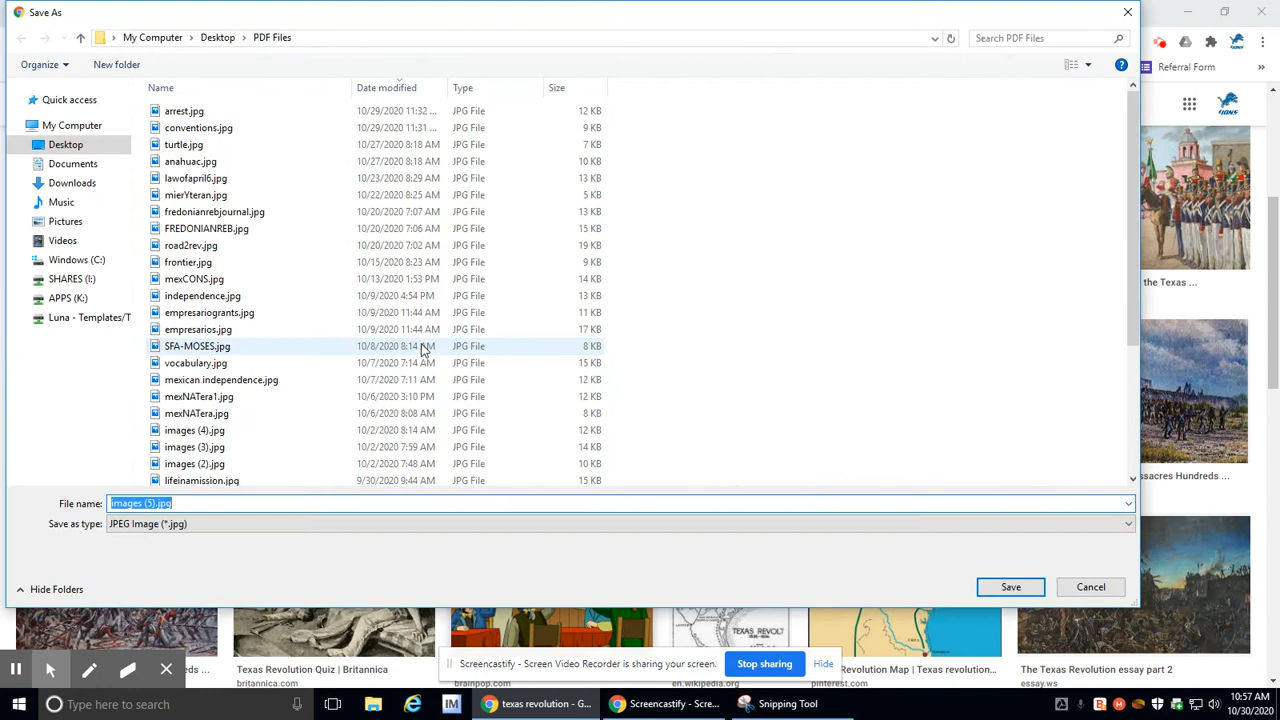 Save As
My Computer > Desktop > PDF Files
Search PDF Files
Organize
New folder
Referral Form
»
LIONS
Name
Date modified
Type
Size
Quick access
My Computer
Desktop
Documents
Downloads
Music
Pictures
Videos
Windows (C:)
SHARES (I:)
APPS (K:)
Luna - Templates/T
arrest.jpg 10/29/2020 11:32 ... JPG File 12 KB
conventions.jpg 10/29/2020 11:31 ... JPG File 9 KB
turtle.jpg 10/27/2020 8:18 AM JPG File 7 KB
anahuac.jpg 10/27/2020 8:18 AM JPG File 10 KB
lawofapril6.jpg 10/23/2020 8:29 AM JPG File 13 KB
mierYteran.jpg 10/22/2020 8:25 AM JPG File 5 KB
fredonianrebjournal.jpg 10/20/2020 7:07 AM JPG File 13 KB
FREDONIANREB.jpg 10/20/2020 7:06 AM JPG File 15 KB
road2rev.jpg 10/20/2020 7:02 AM JPG File 19 KB
frontier.jpg 10/15/2020 8:23 AM JPG File 9 KB
mexCONS.jpg 10/13/2020 1:53 PM JPG File 14 KB
independence.jpg 10/9/2020 4:54 PM JPG File 13 KB
empresariogrants.jpg 10/9/2020 11:44 AM JPG File 11 KB
empresarios.jpg 10/9/2020 11:44 AM JPG File 17 KB
SFA-MOSES.jpg 10/8/2020 8:14 AM JPG File 8 KB
vocabulary.jpg 10/7/2020 7:14 AM JPG File 15 KB
mexican independence.jpg 10/7/2020 7:11 AM JPG File 12 KB
mexNATera1.jpg 10/6/2020 3:10 PM JPG File 12 KB
mexNATera.jpg 10/6/2020 8:08 AM JPG File 8 KB
images (4).jpg 10/2/2020 8:14 AM JPG File 12 KB
images (3).jpg 10/2/2020 7:59 AM JPG File 14 KB
images (2).jpg 10/2/2020 7:48 AM JPG File 10 KB
lifeinamission.jpg 9/30/2020 9:44 AM JPG File 5 KB
the Texas ...
ssacres Hundreds ...
File name: images (5).jpg
Save as type: JPEG Image (*.jpg)
Hide Folders
Save
Cancel
TEXAS REVOLT
ds ...
Texas Revolution Quiz | Britannica
britannica.com
brainpop.com
en.wikipedia.org
Revolution Map | Texas revolution...
pinterest.com
The Texas Revolution essay part 2
essay.ws
Screencastify - Screen Video Recorder is sharing your screen.
Stop sharing
Hide
Type here to search
IM
texas revolution - G...
Screencastify - Scre...
Snipping Tool
10:57 AM
10/30/2020